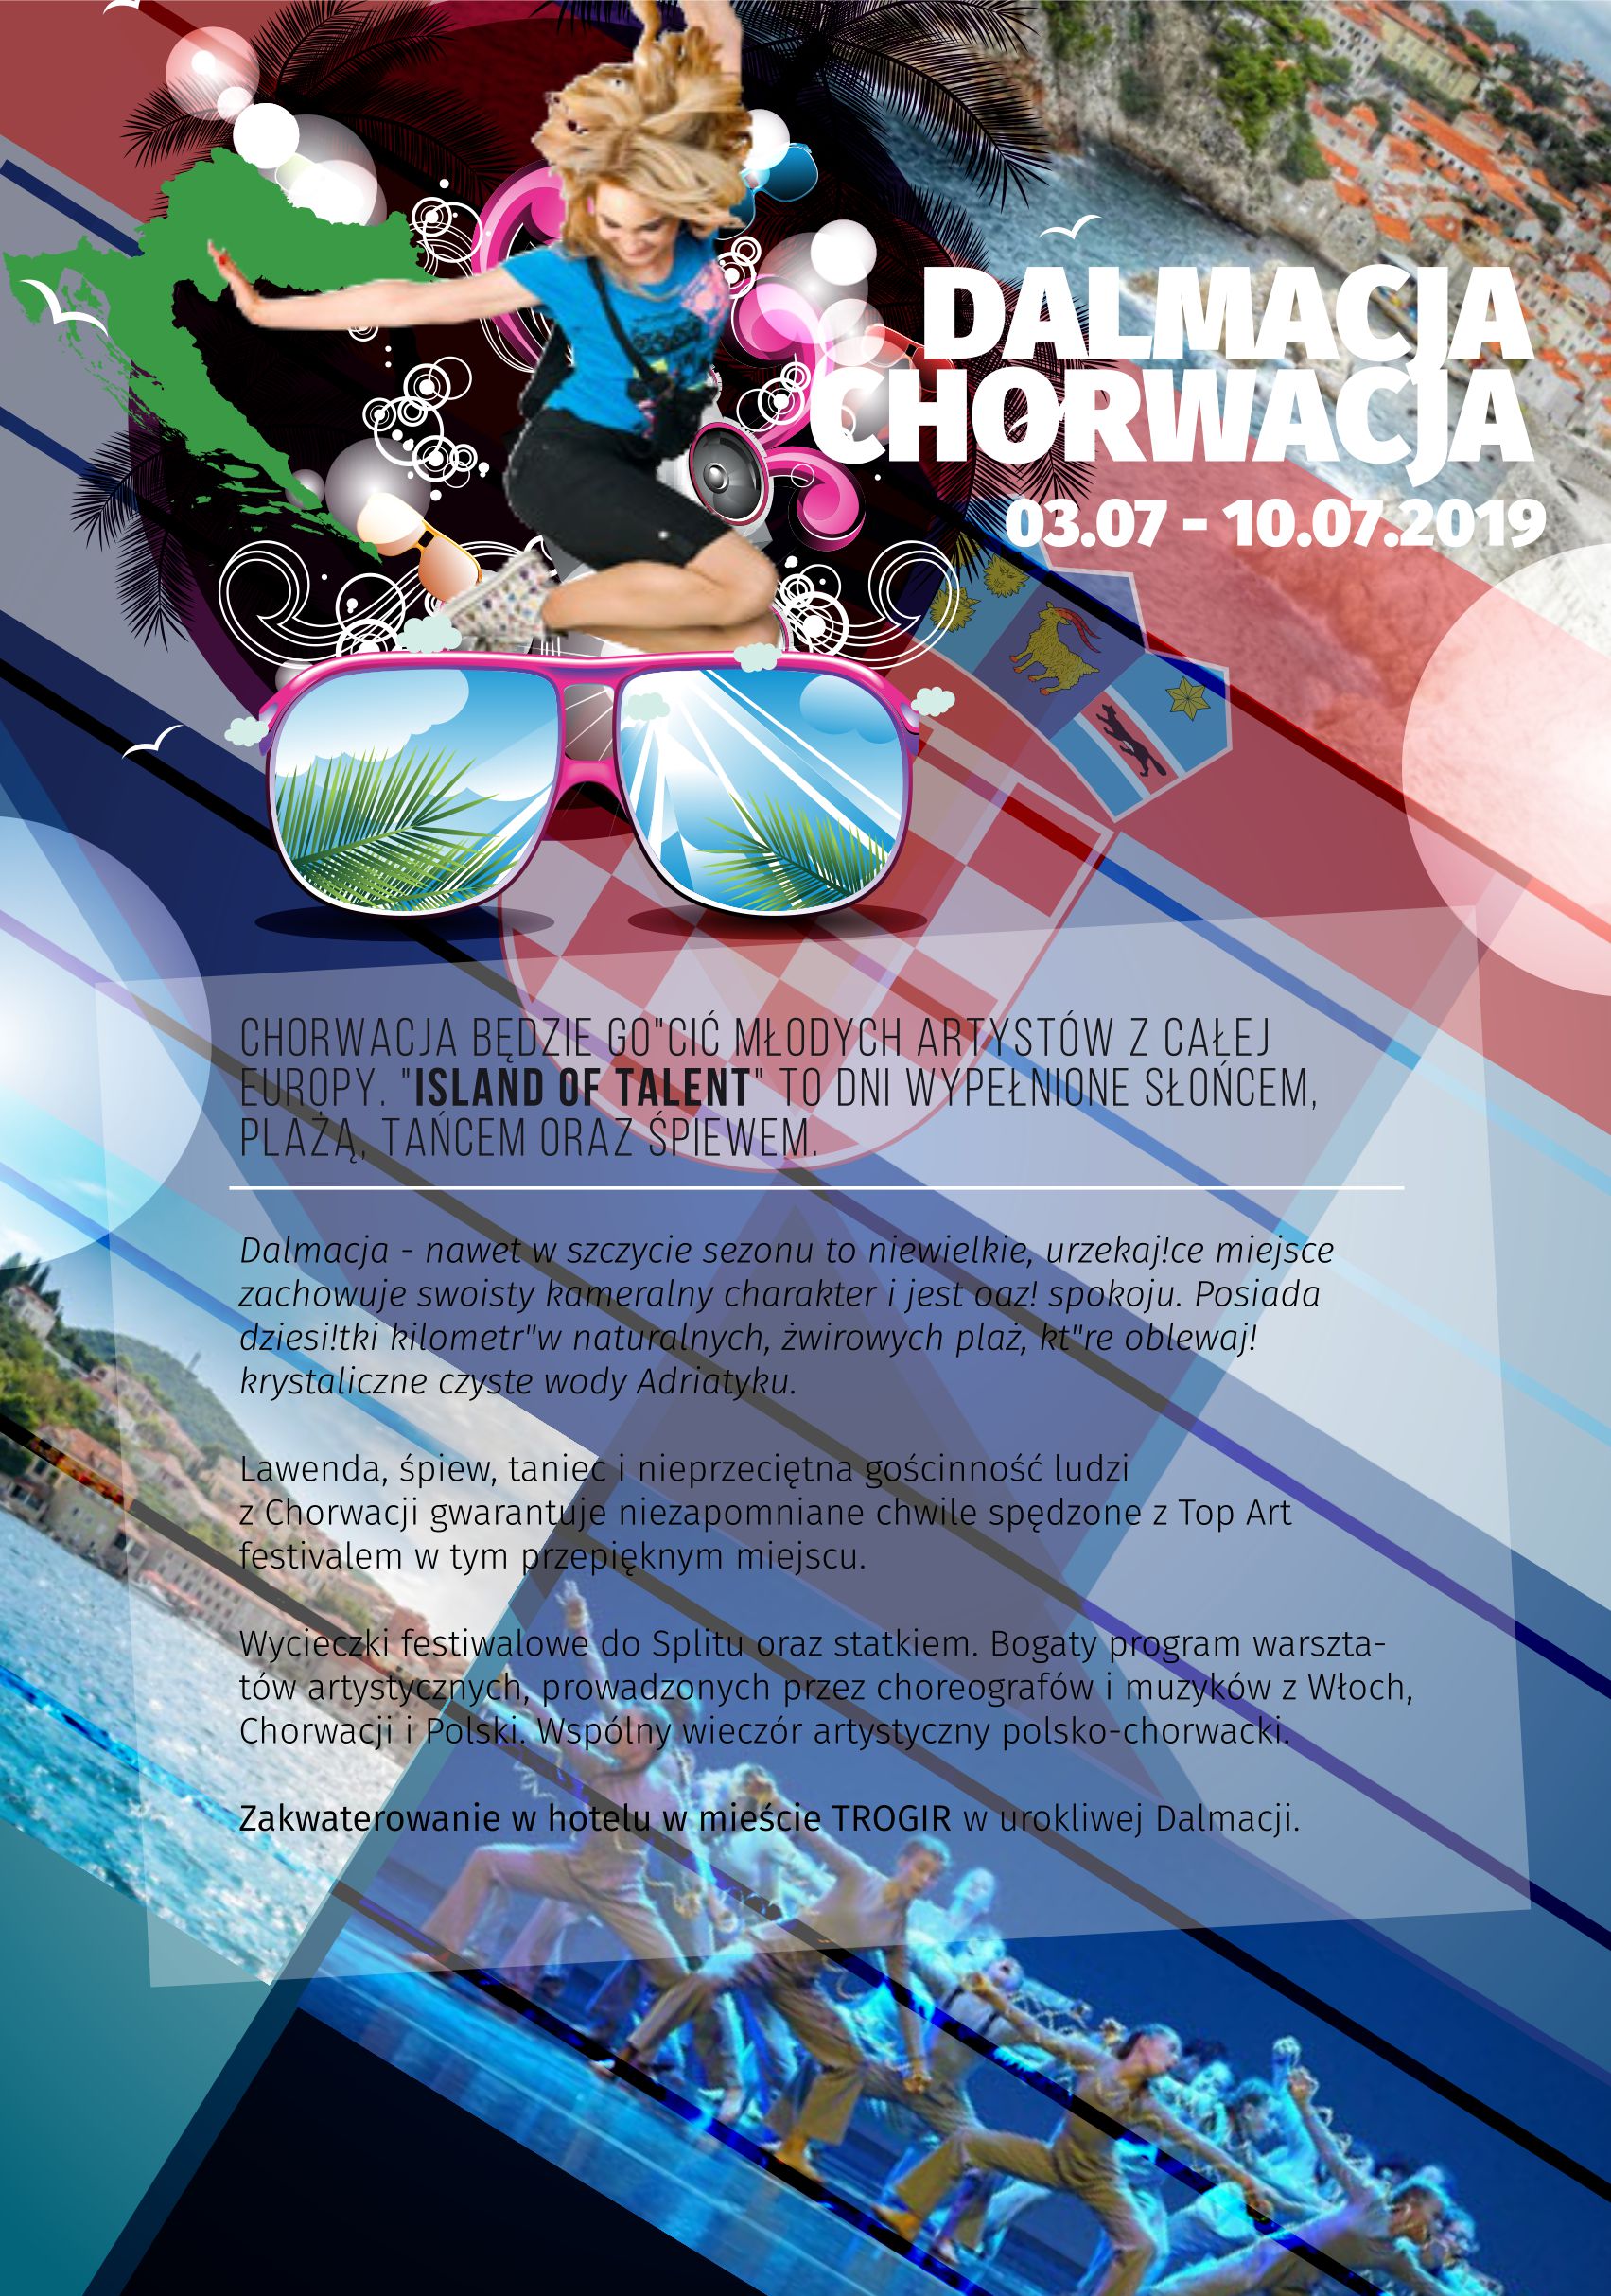 DALMACJA
CHORWACJA
03.07 - 10.07.2019
CHORWACJA BĘDZIE GO"CIĆ MŁODYCH ARTYSTÓW Z CAŁEJ
EUROPY. "ISLAND OF TALENT" TO DNI WYPEŁNIONE SŁOŃCEM,
PLAŻĄ, TAŃCEM ORAZ ŚPIEWEM.
Dalmacja - nawet w szczycie sezonu to niewielkie, urzekaj!ce miejsce
zachowuje swoisty kameralny charakter i jest oaz! spokoju. Posiada
dziesi!tki kilometr"w naturalnych, żwirowych plaż, kt"re oblewaj!
krystaliczne czyste wody Adriatyku.
Lawenda, śpiew, taniec i nieprzeciętna gościnność ludzi
z Chorwacji gwarantuje niezapomniane chwile spędzone z Top Art
festivalem w tym przepięknym miejscu.
Wycieczki festiwalowe do Splitu oraz statkiem. Bogaty program warszta-
tów artystycznych, prowadzonych przez choreografów i muzyków z Włoch,
Chorwacji i Polski. Wspólny wieczór artystyczny polsko-chorwacki.
Zakwaterowanie w hotelu w mieście TROGIR w urokliwej Dalmacji.